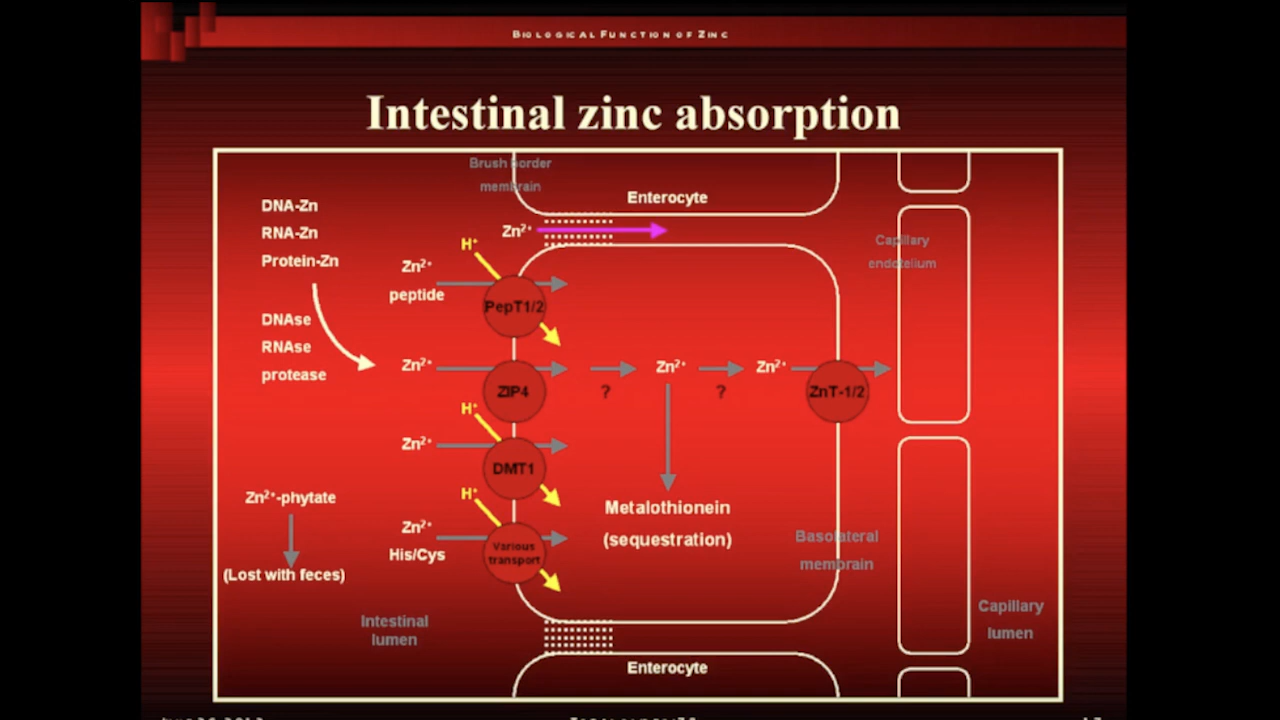 BIOLOGICAL FUNCTION OF ZINC
Intestinal zinc absorption
Brush border
membrain
Enterocyte
DNA-Zn
RNA-Zn
Protein-Zn
DNAse
RNAse
protease
Zn²⁺
H⁺
Zn²⁺
peptide
PepT1/2
Capillary
endotelium
Zn²⁺
ZIP4
?
Zn²⁺
?
Zn²⁺
ZnT-1/2
H⁺
Zn²⁺
DMT1
H⁺
Zn²⁺
His/Cys
Various
transport
Metalothionein
(sequestration)
Zn²⁺-phytate
(Lost with feces)
Basolateral
membrain
Intestinal
lumen
Capillary
lumen
Enterocyte